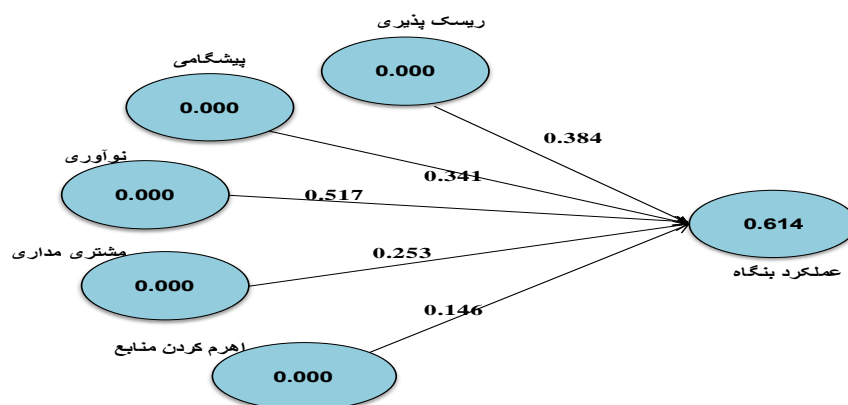 ریسک پذیری
0.000
پیشگامی
0.000
0.384
نوآوری
0.341
0.000
0.517
0.614
مشتری مداری
0.253
عملکرد بنگاه
0.000
0.146
اهرم کردن منابع
0.000